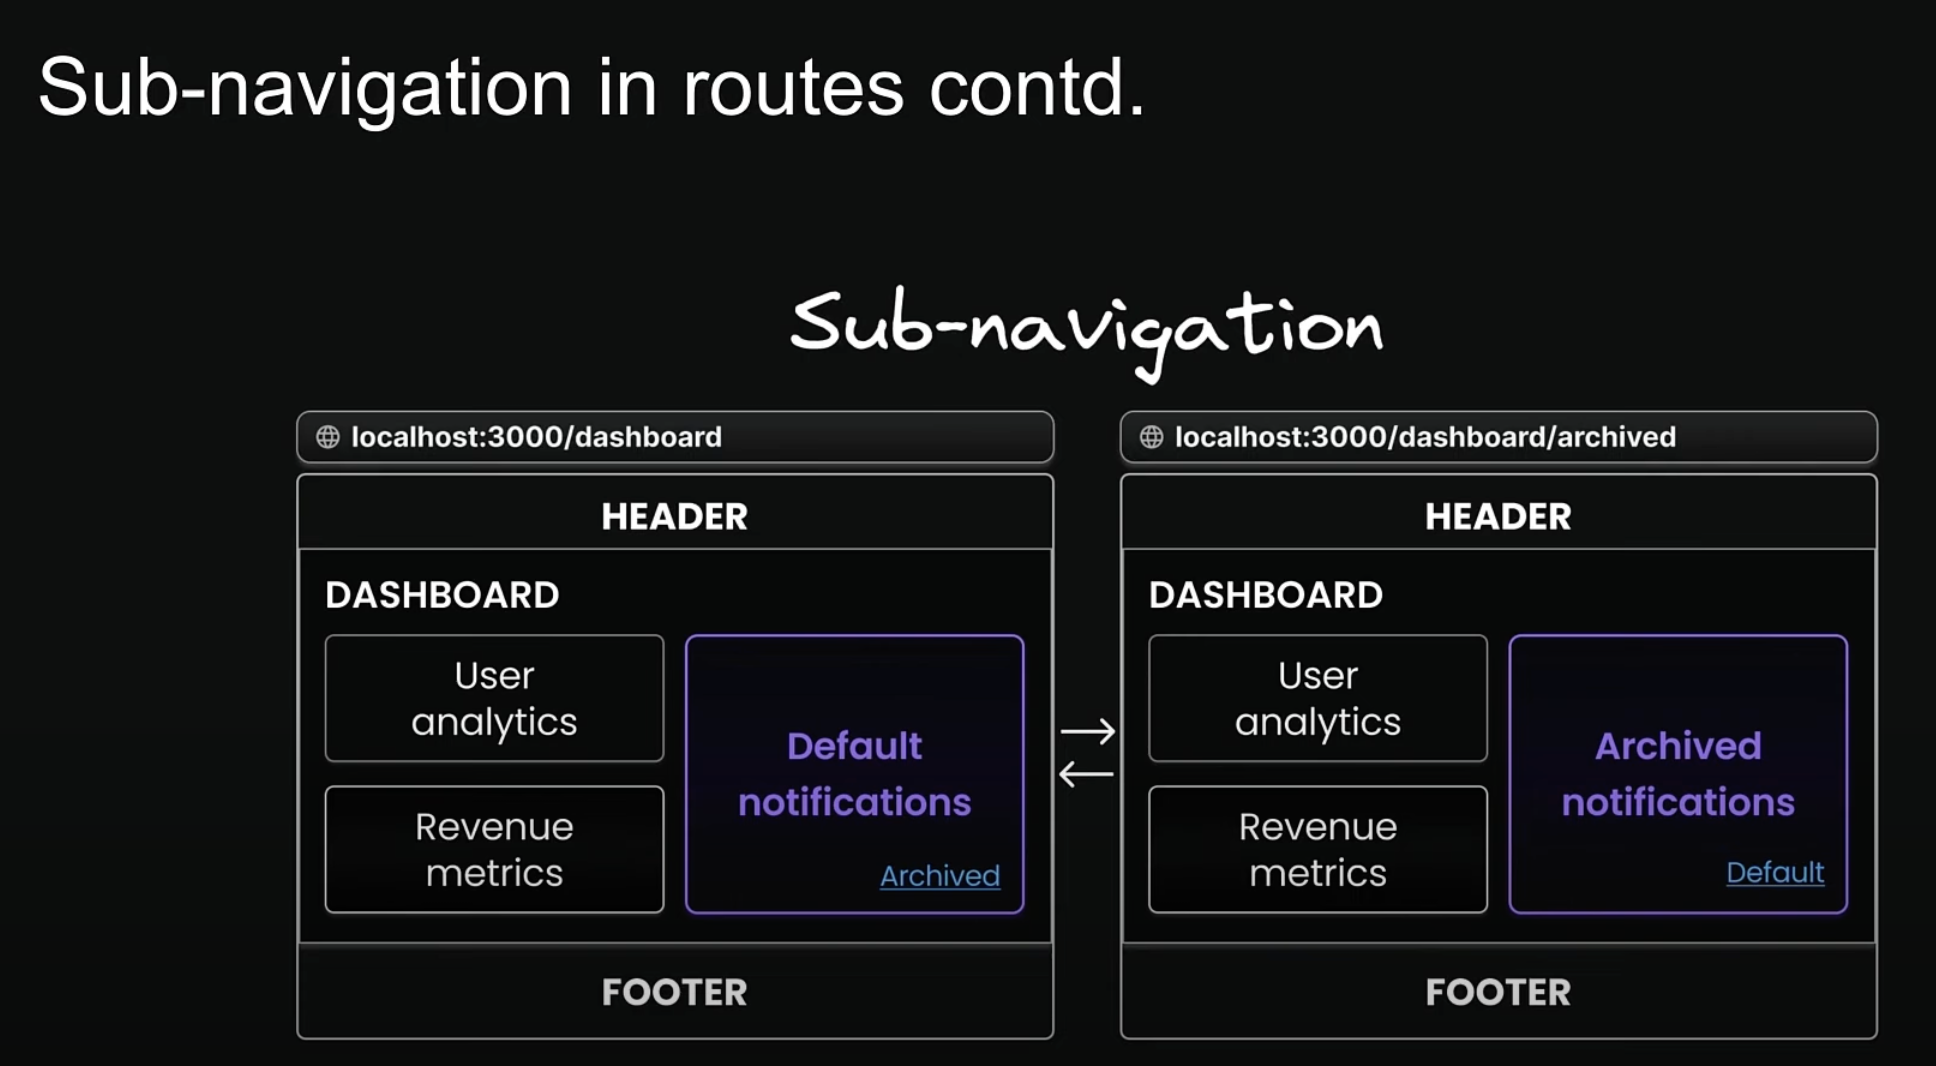 Sub-navigation in routes contd.
Sub-navigation
localhost:3000/dashboard
HEADER
DASHBOARD
User
analytics
Revenue
metrics
Default
notifications
Archived
FOOTER
localhost:3000/dashboard/archived
HEADER
DASHBOARD
User
analytics
Revenue
metrics
Archived
notifications
Default
FOOTER